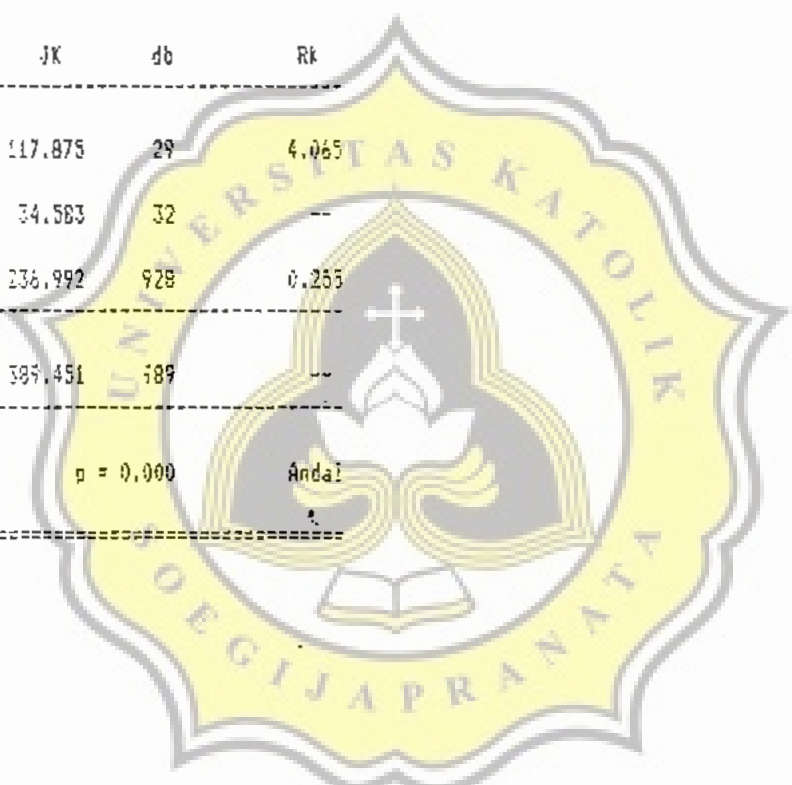 JK db Rk
117.875 29 4.065
34.583 32 --
236.992 928 0.255
389.451 989 --
p = 0.000 Andal
UNIVERSITAS KATOLIK
SOEGIJAPRANATA